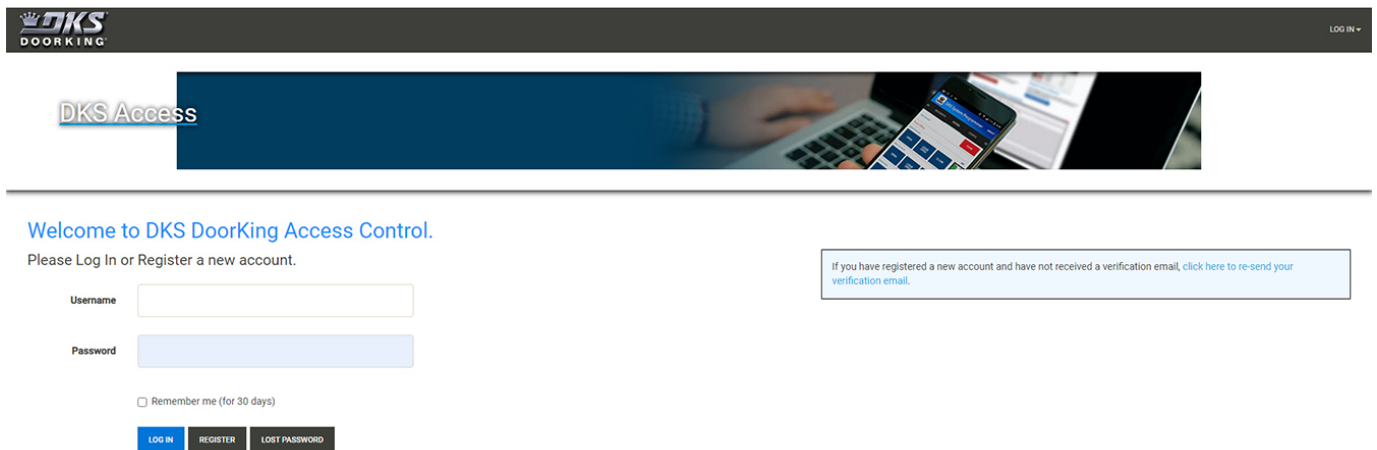 DKS
DOORKING
LOG IN
DKS Access
Welcome to DKS DoorKing Access Control.
Please Log In or Register a new account.
If you have registered a new account and have not received a verification email, click here to re-send your
verification email.
Username
Password
Remember me (for 30 days)
LOG IN REGISTER LOST PASSWORD